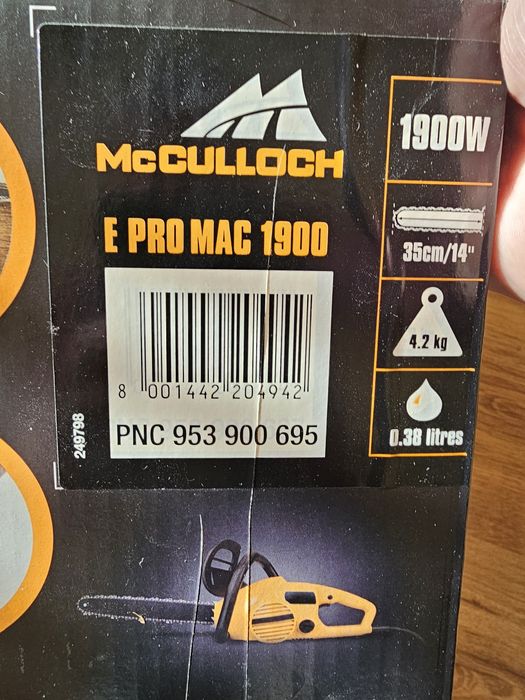 McCULLOCH
E PRO MAC 1900
8 001442 204942
PNC 953 900 695
249798
1900W
35cm/14"
4.2 kg
0.38 litres